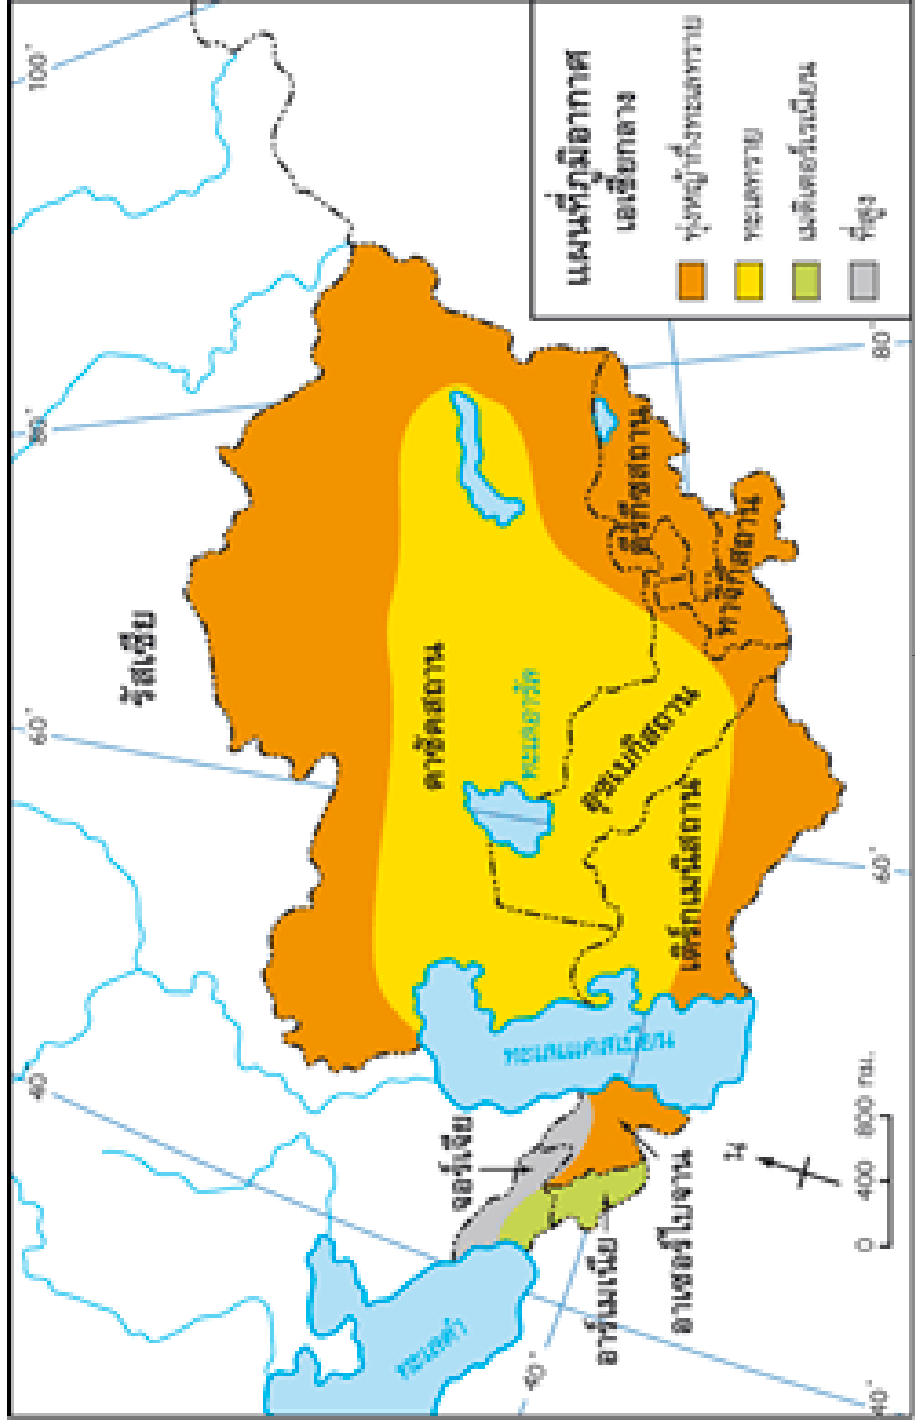 แผนที่ภูมิอากาศ
เอเชียกลาง
ทุ่งหญ้ากึ่งทะเลทราย
ทะเลทราย
เมดิเตอร์เรเนียน
ที่สูง
รัสเซีย
คาซัคสถาน
ทะเลอารัล
อุซเบกิสถาน
เติร์กเมนิสถาน
คีร์กีซสถาน
ทาจิกิสถาน
ทะเลแคสเปียน
ทะเลดำ
จอร์เจีย
อาร์เมเนีย
อาเซอร์ไบจาน
40°
60°
80°
100°
40°
40°
60°
80°
น
0 400 800 กม.